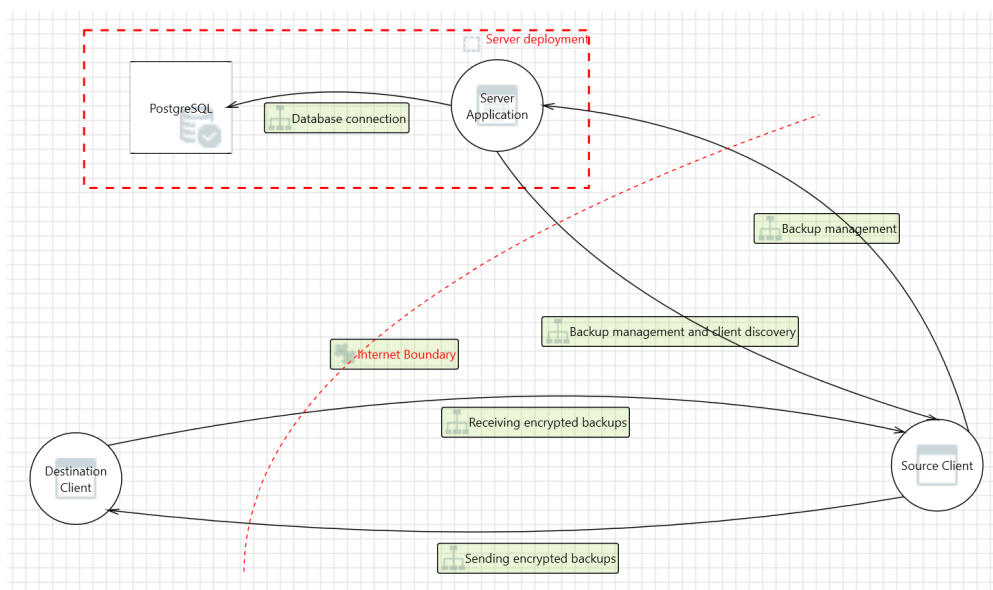 Server deployment
PostgreSQL
Server
Application
Database connection
Backup management
Backup management and client discovery
Internet Boundary
Receiving encrypted backups
Destination
Client
Source Client
Sending encrypted backups